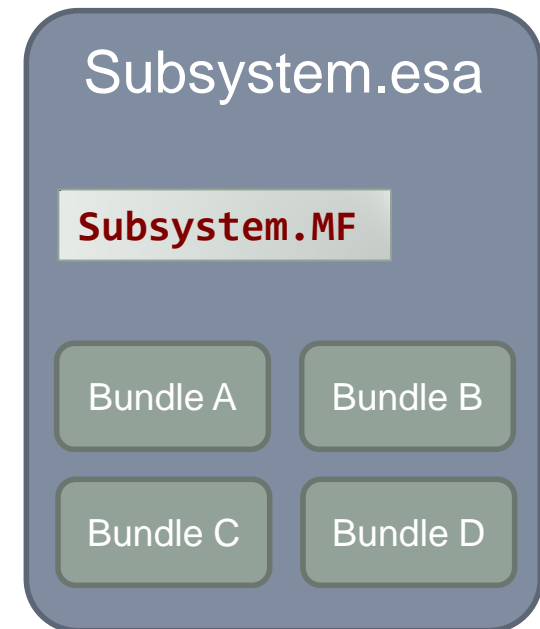 Subsystem.esa
Subsystem.MF
Bundle A
Bundle B
Bundle C
Bundle D